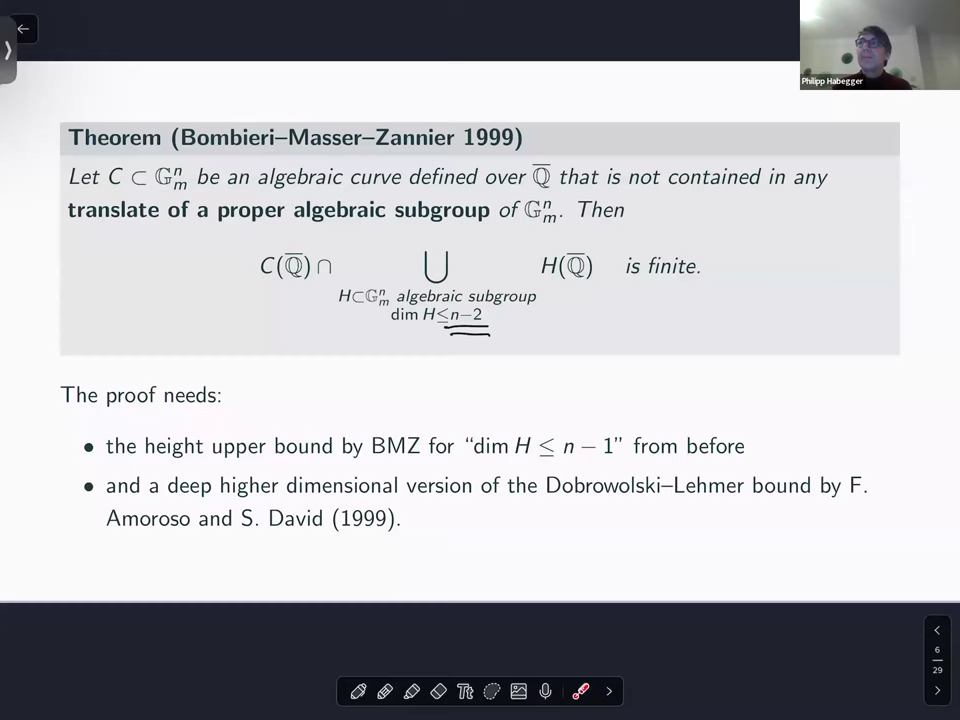 Philipp Habegger
Theorem (Bombieri–Masser–Zannier 1999)
Let C ⊂ 𝔾ₘⁿ be an algebraic curve defined over ℚ̅ that is not contained in any
translate of a proper algebraic subgroup of 𝔾ₘⁿ. Then
C(ℚ̅) ∩ ⋃ H(ℚ̅) is finite.
H⊂𝔾ₘⁿ algebraic subgroup
dim H≤n−2
The proof needs:
• the height upper bound by BMZ for “dim H ≤ n − 1” from before
• and a deep higher dimensional version of the Dobrowolski–Lehmer bound by F.
Amoroso and S. David (1999).
6
29
Tt